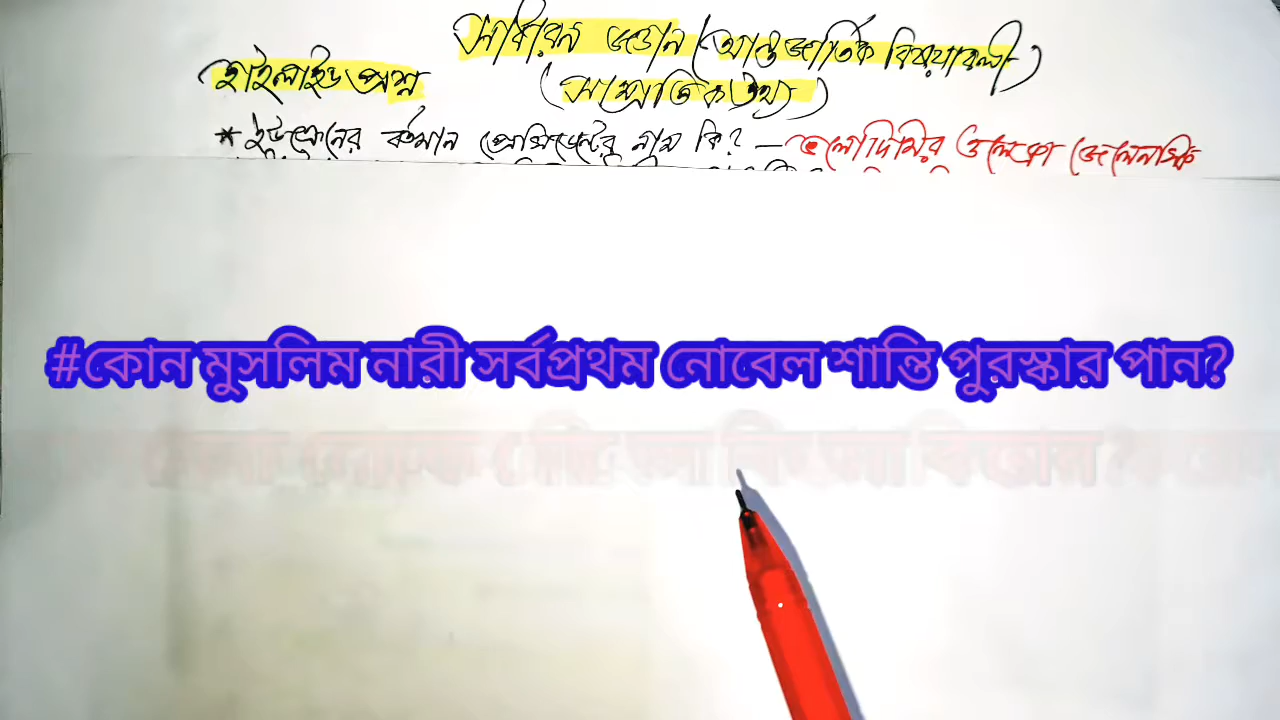 সাধারন জ্ঞান (আন্তর্জাতিক বিষয়াবলী)
হাইলাইট প্রশ্ন (সাম্প্রতিক তথ্য)
* ইউক্রেনের বর্তমান প্রেসিডেন্টের নাম কি? – ভলোদিমির ওলেক্সা জেলেনস্কি
#কোন মুসলিম নারী সর্বপ্রথম নোবেল শান্তি পুরস্কার পান?